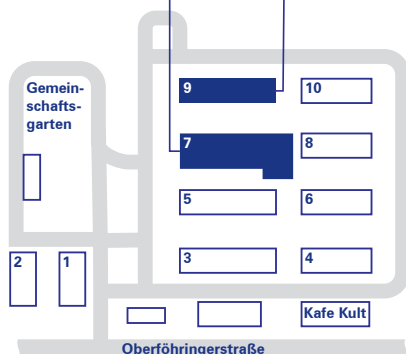 Gemein-
schafts-
garten
9
10
7
8
5
6
2
1
3
4
Kafe Kult
Oberföhringerstraße